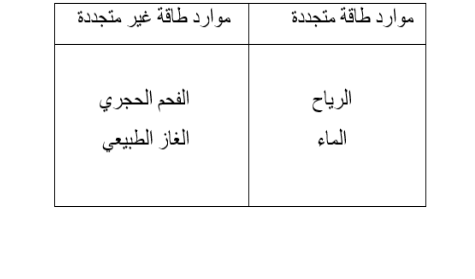 موارد طاقة متجددة
موارد طاقة غير متجددة
الرياح
الفحم الحجري
الماء
الغاز الطبيعي